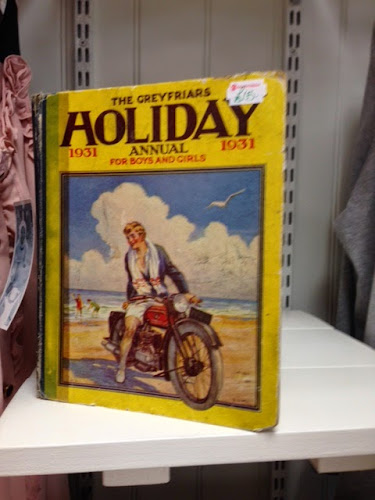 THE GREYFRIARS
HOLIDAY
1931 ANNUAL 1931
FOR BOYS AND GIRLS